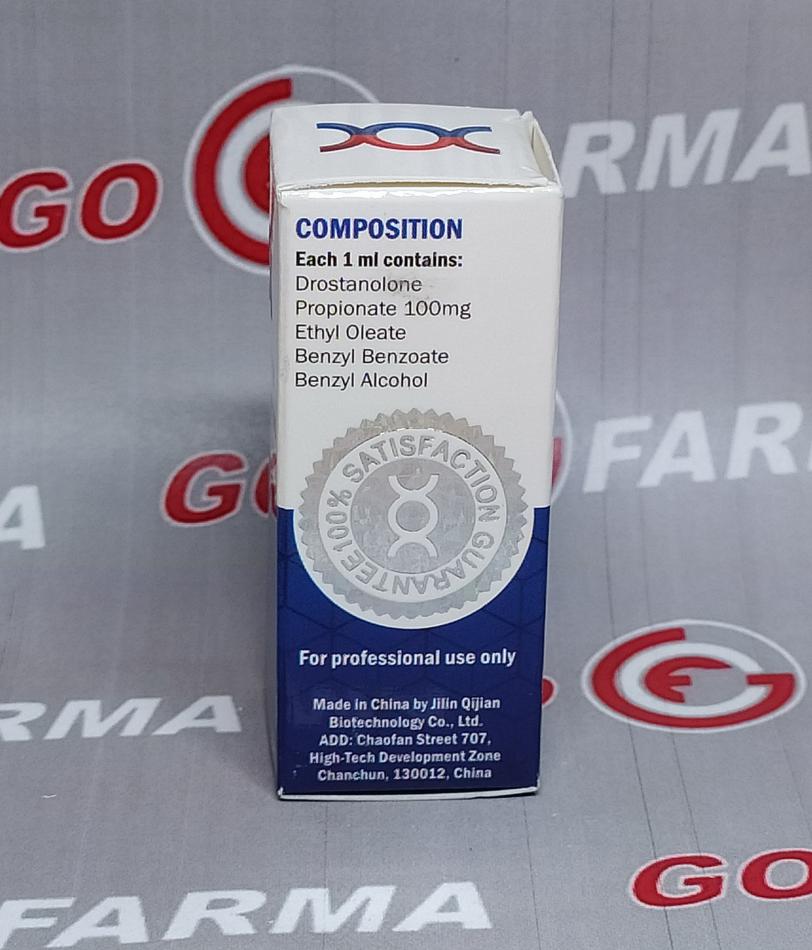 GO
FARMA
COMPOSITION
Each 1 ml contains:
Drostanolone
Propionate 100mg
Ethyl Oleate
Benzyl Benzoate
Benzyl Alcohol
GO
FARMA
100% SATISFACTION GUARANTEE
For professional use only
Made in China by Jilin Qijian
Biotechnology Co., Ltd.
ADD: Chaofan Street 707,
High-Tech Development Zone
Chanchun, 130012, China
FARMA
GO
FARMA